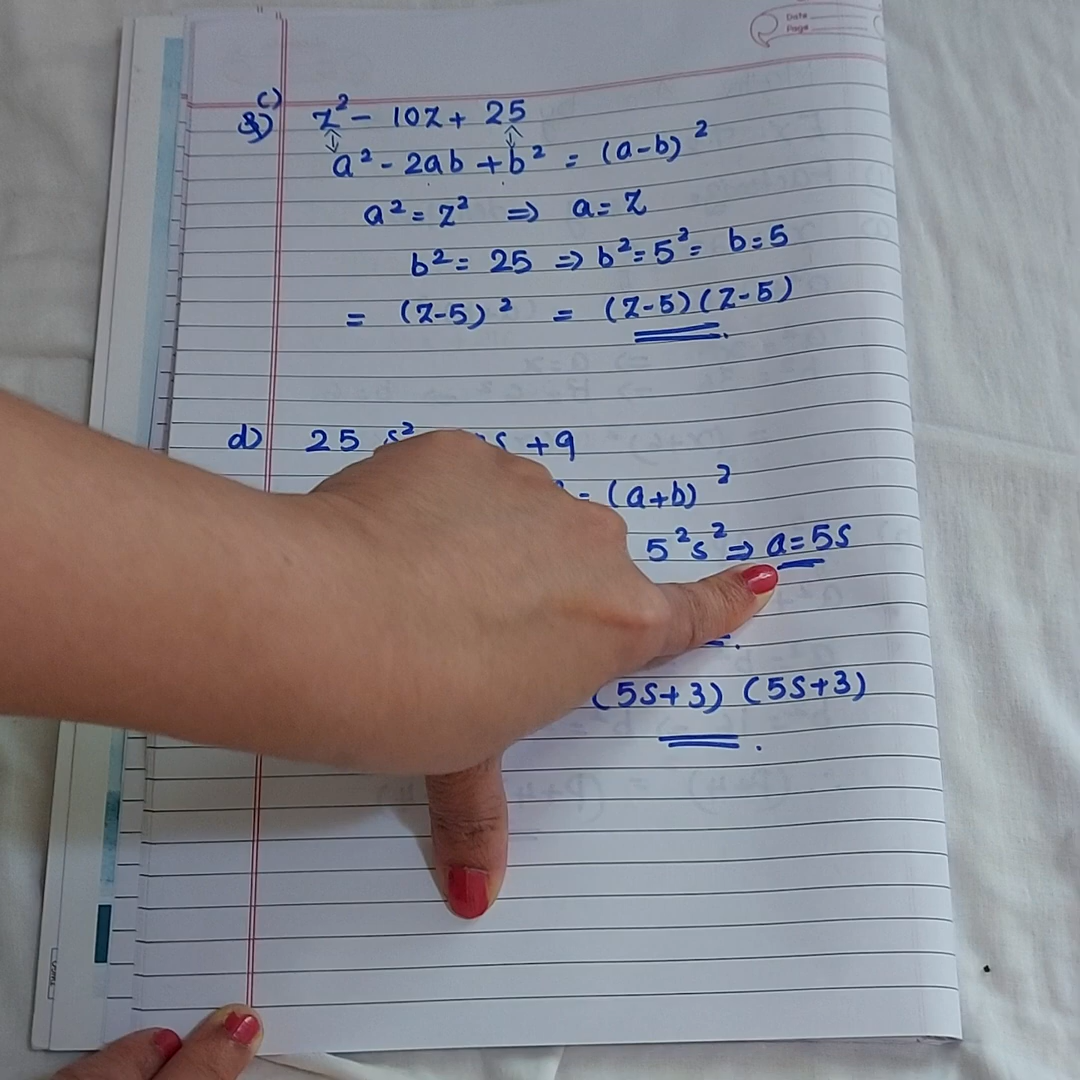 Date
Page
c)
Q) z² - 10z + 25
a² - 2ab + b² = (a-b)²
a² = z² ⇒ a = z
b² = 25 ⇒ b² = 5² = b = 5
= (z-5)² = (z-5)(z-5)
d) 25 s² s + 9
= (a+b)²
5²s² ⇒ a = 5s
(5s+3) (5s+3)